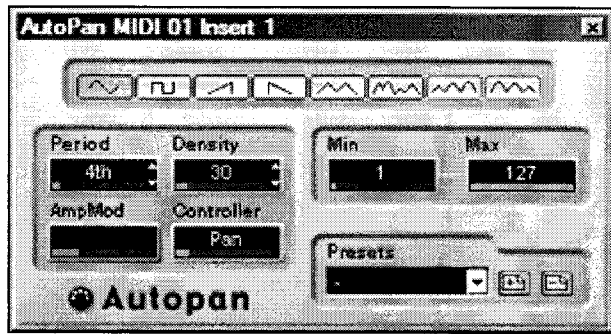 AutoPan MIDI 01 Insert 1
Period Density
4th 30
AmpMod Controller
Pan
Min Max
1 127
Presets
-
Autopan